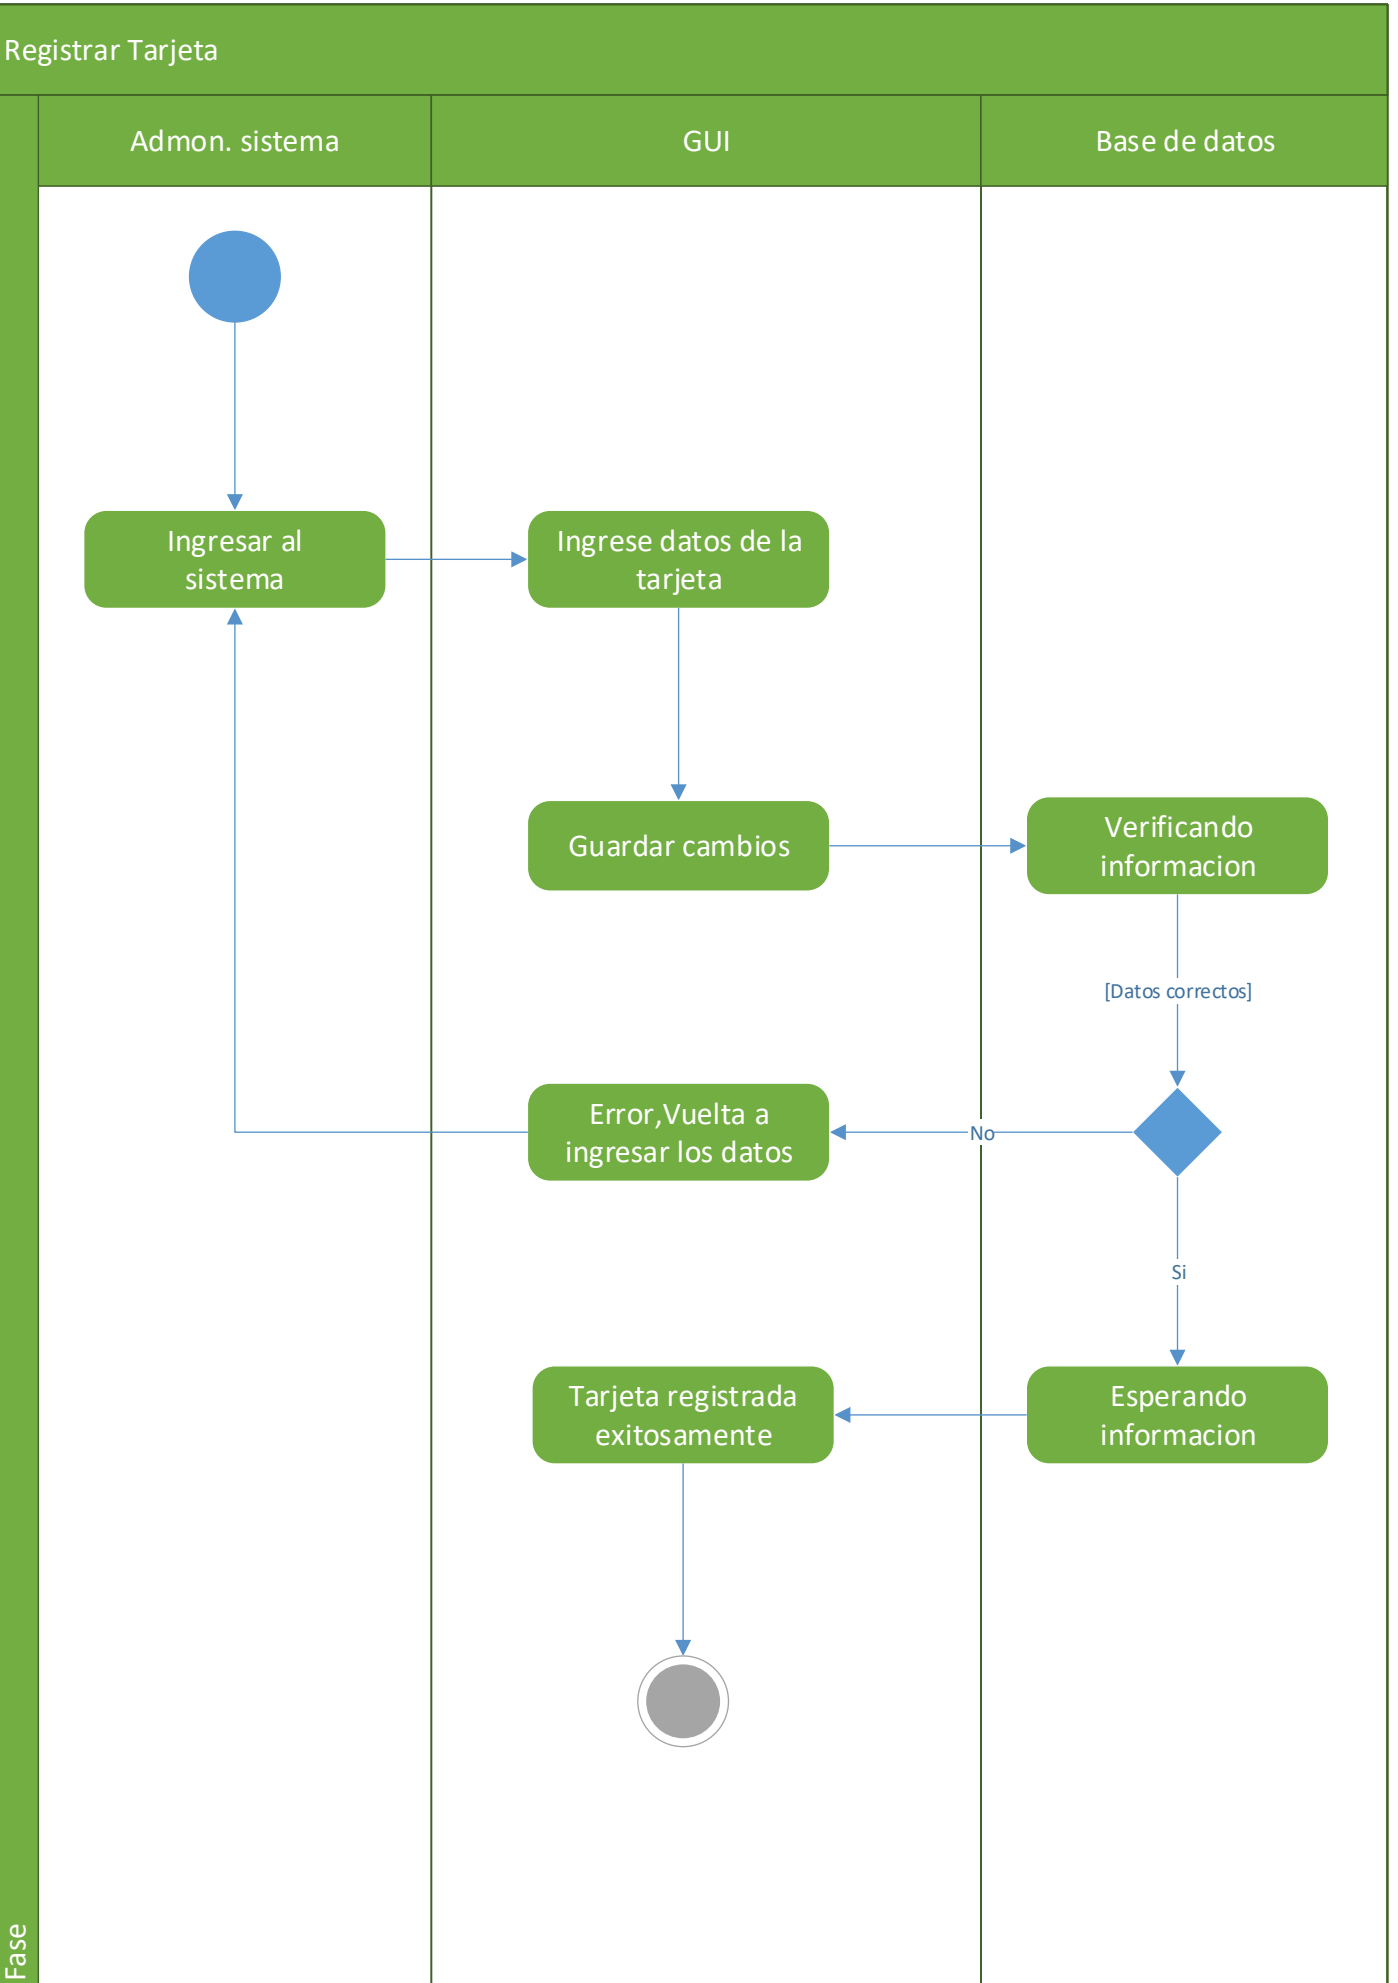 Registrar Tarjeta
Admon. sistema
GUI
Base de datos
Ingresar al
sistema
Ingrese datos de la
tarjeta
Guardar cambios
Verificando
informacion
[Datos correctos]
Error,Vuelta a
ingresar los datos
No
Si
Tarjeta registrada
exitosamente
Esperando
informacion
Fase